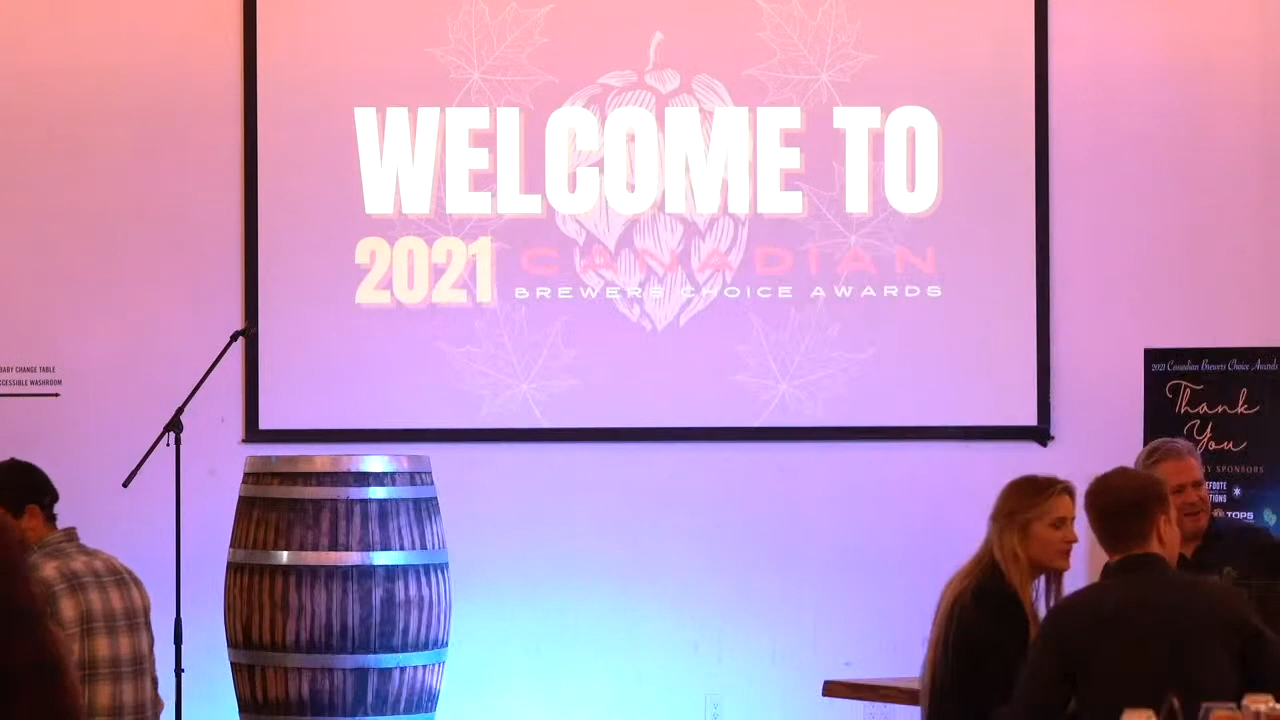 WELCOME TO
2021 CANADIAN
BREWERS CHOICE AWARDS
BABY CHANGE TABLE
ACCESSIBLE WASHROOM
2021 Canadian Brewers Choice Awards
Thank
You
SPONSORS
TOP5